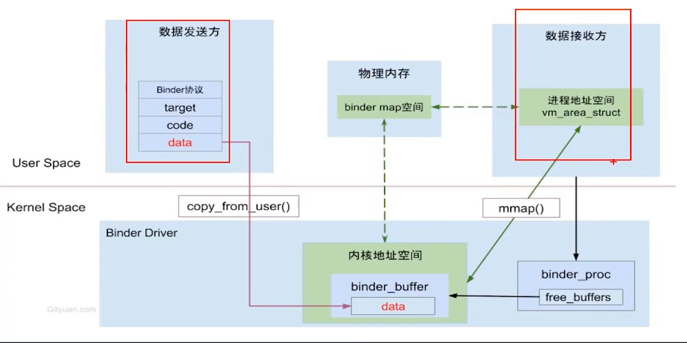 数据发送方
Binder协议
target
code
data
物理内存
binder map空间
数据接收方
进程地址空间
vm_area_struct
User Space
Kernel Space
copy_from_user()
mmap()
Binder Driver
内核地址空间
binder_buffer
data
binder_proc
free_buffers
Gityuan.com